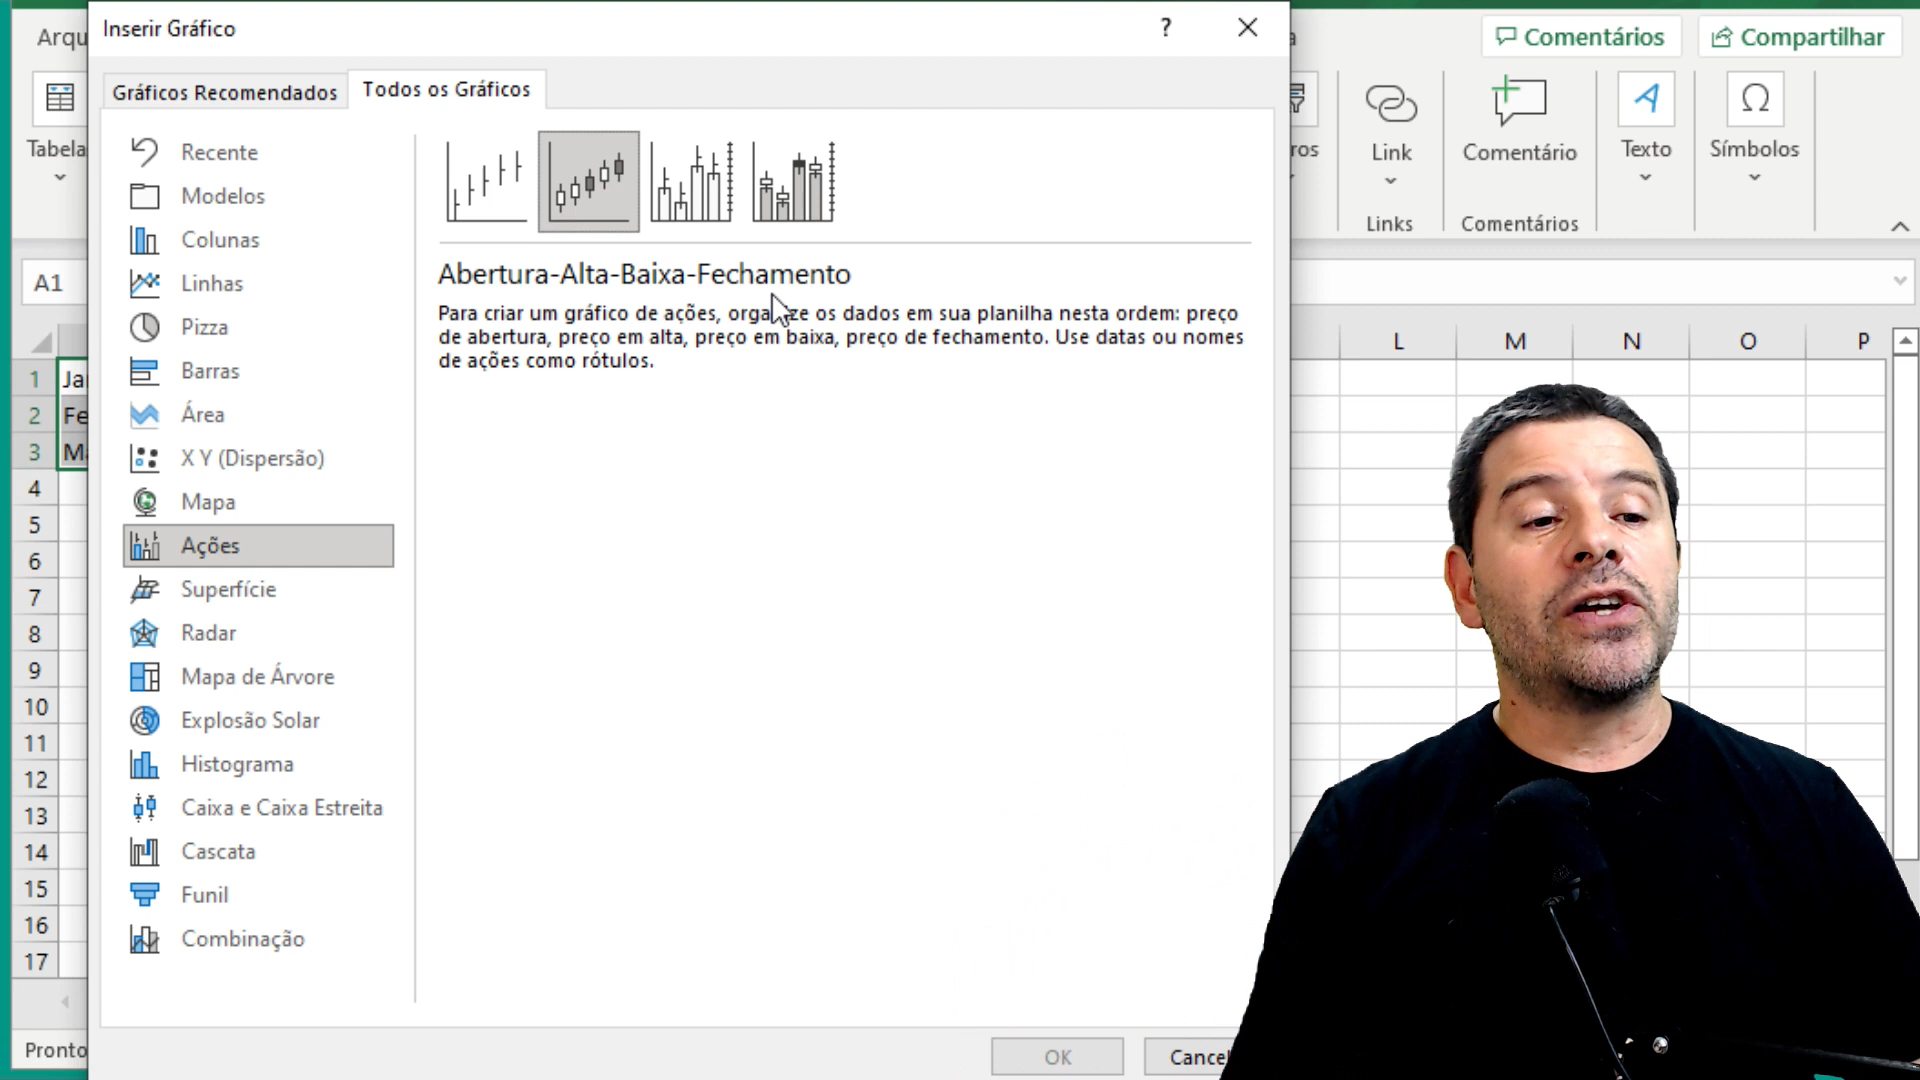 Inserir Gráfico
?
Arqu
a
Comentários
Compartilhar
Gráficos Recomendados
Todos os Gráficos
Tabela
ros
Link
Comentário
Texto
Símbolos
Links
Comentários
A1
Recente
Modelos
Colunas
Linhas
Pizza
Barras
Área
X Y (Dispersão)
Mapa
Ações
Superfície
Radar
Mapa de Árvore
Explosão Solar
Histograma
Caixa e Caixa Estreita
Cascata
Funil
Combinação
Abertura-Alta-Baixa-Fechamento
Para criar um gráfico de ações, organize os dados em sua planilha nesta ordem: preço
de abertura, preço em alta, preço em baixa, preço de fechamento. Use datas ou nomes
de ações como rótulos.
L M N O P
1 Ja
2 Fe
3 Ma
4
5
6
7
8
9
10
11
12
13
14
15
16
17
Pronto
OK
Cancel